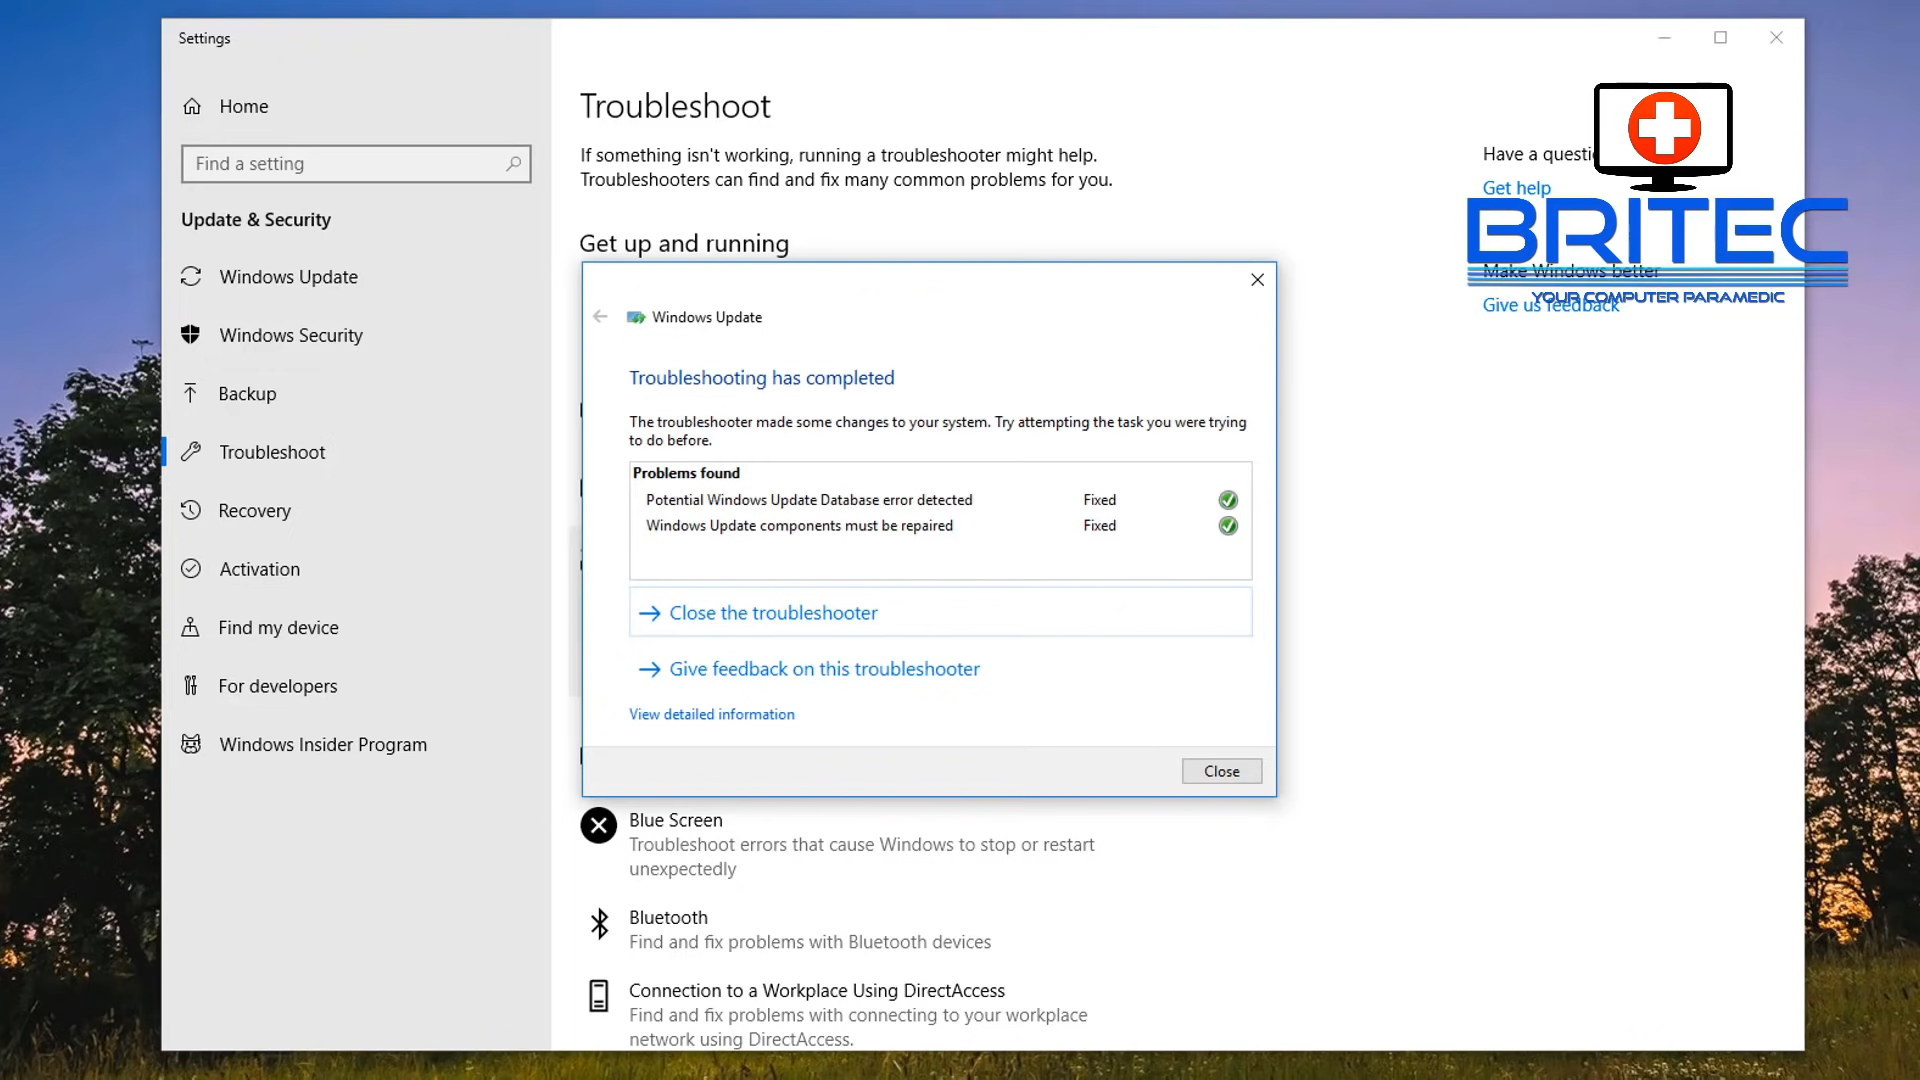 Settings
Home
Find a setting
Update & Security
Windows Update
Windows Security
Backup
Troubleshoot
Recovery
Activation
Find my device
For developers
Windows Insider Program
Troubleshoot
If something isn't working, running a troubleshooter might help.
Troubleshooters can find and fix many common problems for you.
Get up and running
Windows Update
Troubleshooting has completed
The troubleshooter made some changes to your system. Try attempting the task you were trying
to do before.
Problems found
Potential Windows Update Database error detected Fixed
Windows Update components must be repaired Fixed
Close the troubleshooter
Give feedback on this troubleshooter
View detailed information
Close
Blue Screen
Troubleshoot errors that cause Windows to stop or restart
unexpectedly
Bluetooth
Find and fix problems with Bluetooth devices
Connection to a Workplace Using DirectAccess
Find and fix problems with connecting to your workplace
network using DirectAccess.
Have a
Get help
BRITEC
Make Windows better
YOUR COMPUTER PARAMEDIC
Give us feedback